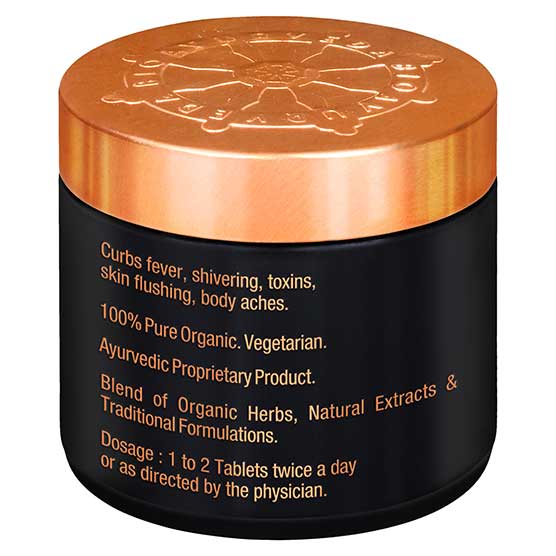 Curbs fever, shivering, toxins,
skin flushing, body aches.
100% Pure Organic. Vegetarian.
Ayurvedic Proprietary Product.
Blend of Organic Herbs, Natural Extracts &
Traditional Formulations.
Dosage : 1 to 2 Tablets twice a day
or as directed by the physician.